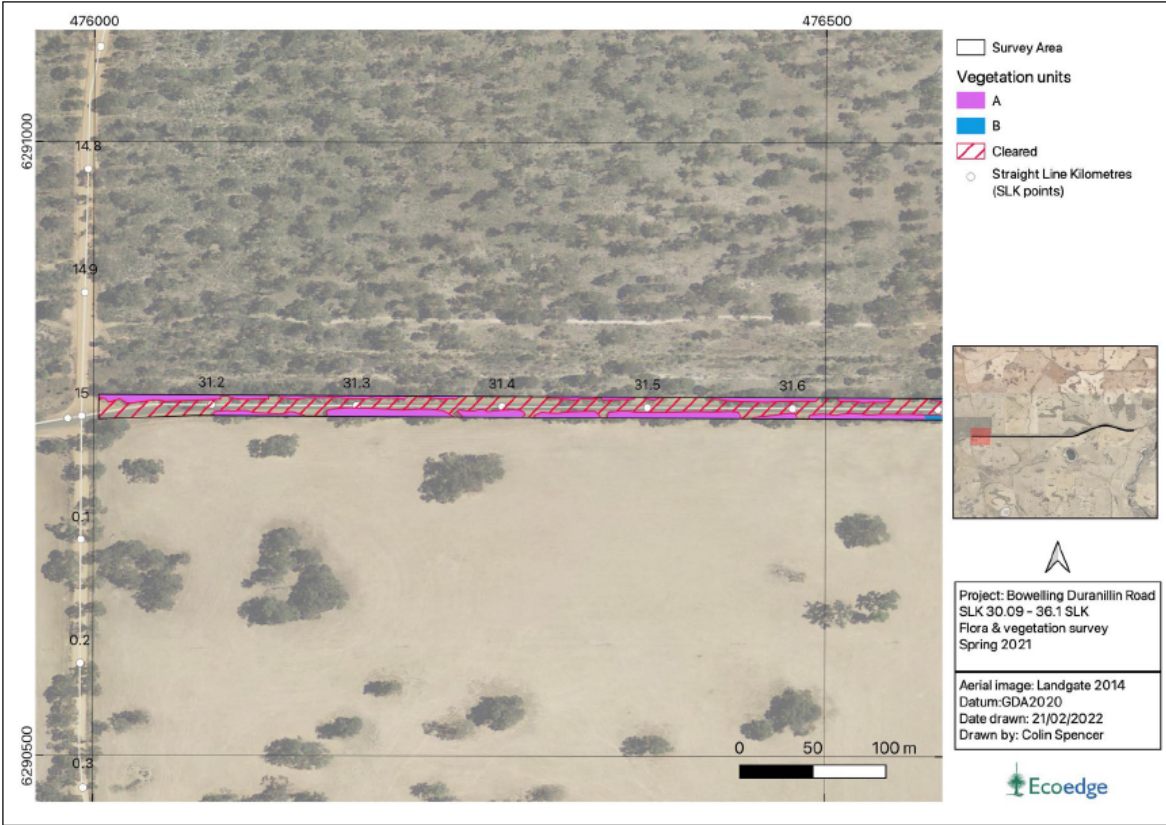 476000
476500
6291000
14.8
14.9
15
31.2
31.3
31.4
31.5
31.6
0.1
0.2
0.3
6290500
0 50 100 m
Survey Area
Vegetation units
A
B
Cleared
Straight Line Kilometres
(SLK points)
Project: Bowelling Duranillin Road
SLK 30.09 - 36.1 SLK
Flora & vegetation survey
Spring 2021
Aerial image: Landgate 2014
Datum:GDA2020
Date drawn: 21/02/2022
Drawn by: Colin Spencer
Ecoedge